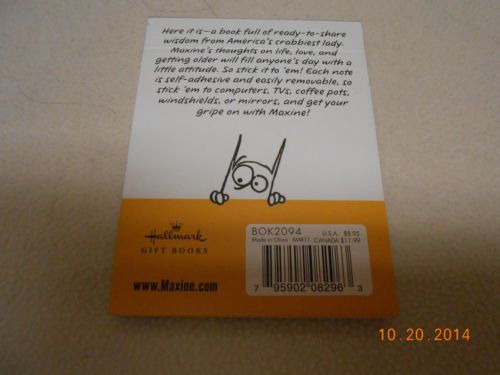 Here it is—a book full of ready-to-share
wisdom from America's crabbiest lady.
Maxine's thoughts on life, love, and
getting older will fill anyone's day with a
little attitude. So stick it to 'em! Each note
is self-adhesive and easily removable, so
stick 'em to computers, TVs, coffee pots,
windshields, or mirrors, and get your
gripe on with Maxine!
Hallmark
GIFT BOOKS
www.Maxine.com
BOK2094 U.S.A. $8.95
Made in China MAR11 CANADA $11.99
7 95902 08296 3
10.20.2014